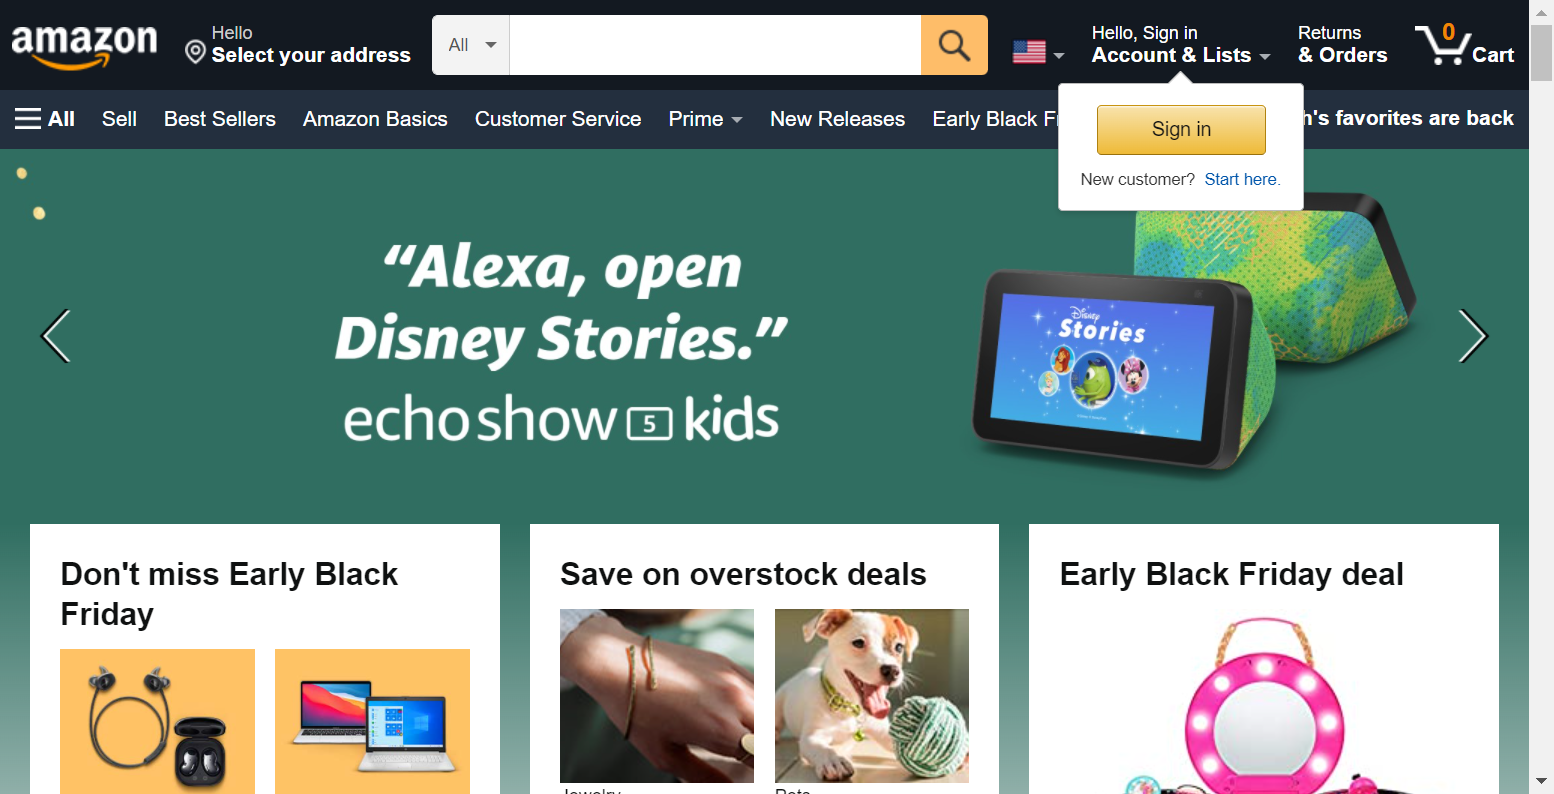 amazon
Hello
Select your address
All
Hello, Sign in
Account & Lists
Returns
& Orders
0
Cart
All
Sell
Best Sellers
Amazon Basics
Customer Service
Prime
New Releases
Early Black
h's favorites are back
Sign in
New customer? Start here.
“Alexa, open
Disney Stories.”
echo show 5 kids
Disney
Stories
Don't miss Early Black
Friday
Save on overstock deals
Early Black Friday deal
Jewelry
Pets